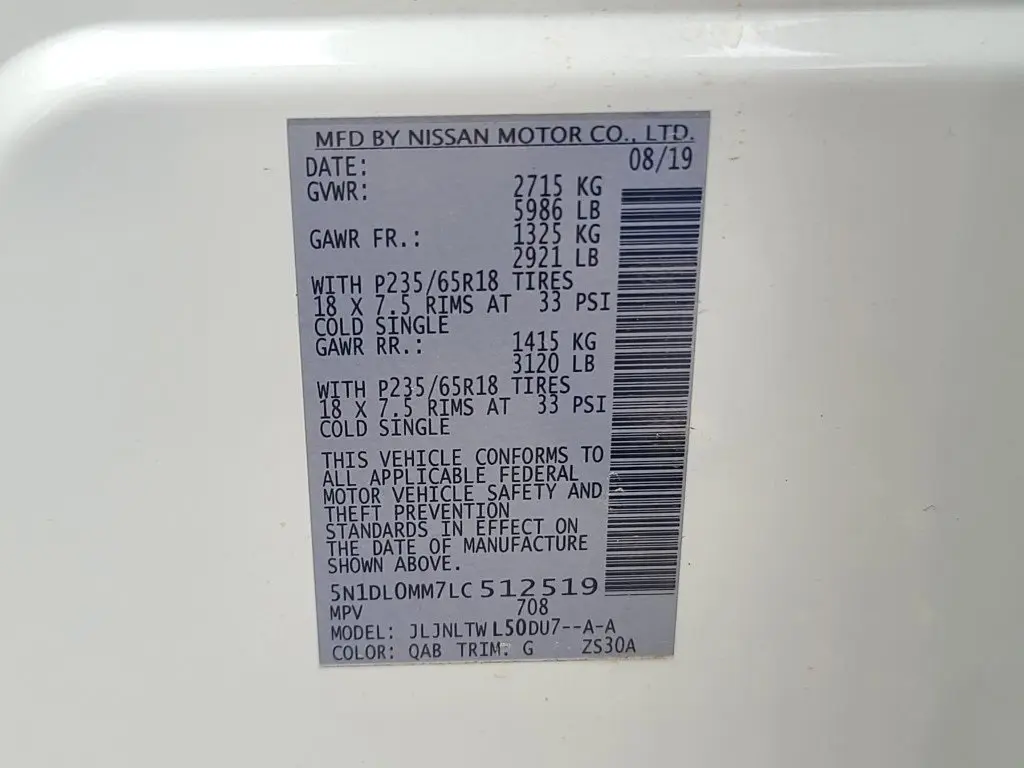 MFD BY NISSAN MOTOR CO., LTD.
DATE: 08/19
GVWR: 2715 KG
5986 LB
GAWR FR.: 1325 KG
2921 LB
WITH P235/65R18 TIRES
18 X 7.5 RIMS AT 33 PSI
COLD SINGLE
GAWR RR.: 1415 KG
3120 LB
WITH P235/65R18 TIRES
18 X 7.5 RIMS AT 33 PSI
COLD SINGLE
THIS VEHICLE CONFORMS TO
ALL APPLICABLE FEDERAL
MOTOR VEHICLE SAFETY AND
THEFT PREVENTION
STANDARDS IN EFFECT ON
THE DATE OF MANUFACTURE
SHOWN ABOVE.
5N1DL0MM7LC 512519
MPV 708
MODEL: JLJNLTW L50DU7--A-A
COLOR: QAB TRIM: G ZS30A